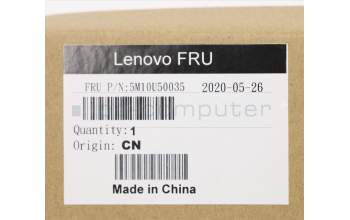 Lenovo FRU
FRU P/N:5M10U50035 2020-05-26
Quantity:1
Origin: CN
Made in China